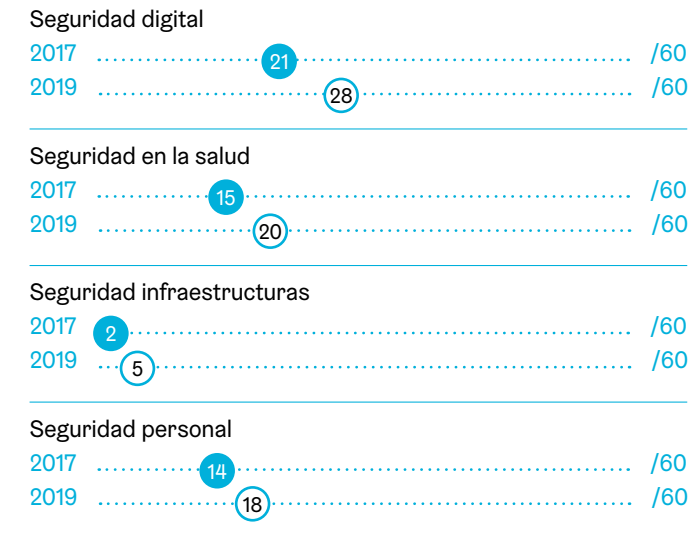 Seguridad digital
2017 21 /60
2019 28 /60
Seguridad en la salud
2017 15 /60
2019 20 /60
Seguridad infraestructuras
2017 2 /60
2019 5 /60
Seguridad personal
2017 14 /60
2019 18 /60